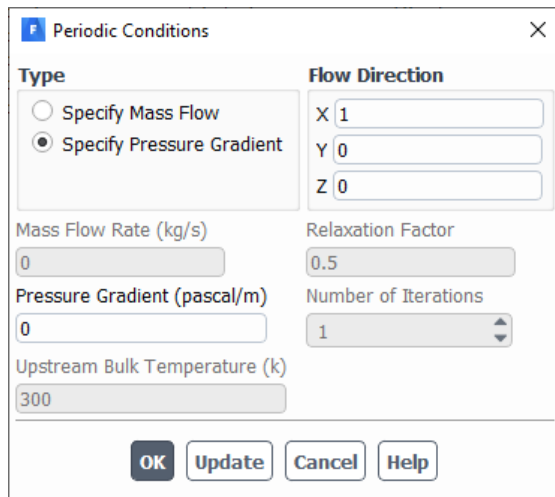 F Periodic Conditions
Type
Specify Mass Flow
Specify Pressure Gradient
Flow Direction
X 1
Y 0
Z 0
Mass Flow Rate (kg/s)
0
Relaxation Factor
0.5
Pressure Gradient (pascal/m)
0
Number of Iterations
1
Upstream Bulk Temperature (k)
300
OK Update Cancel Help